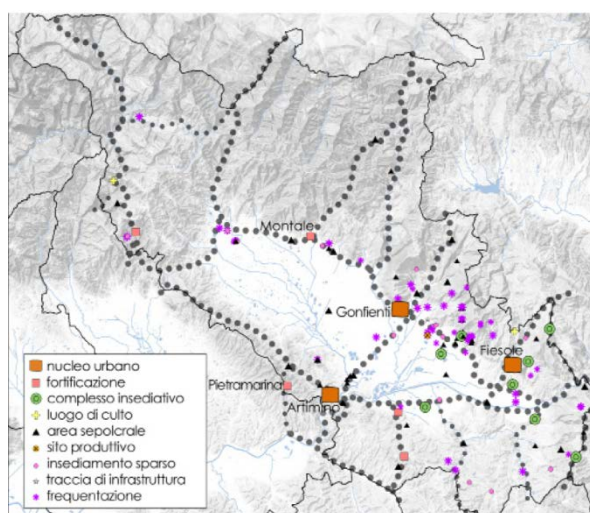 Montale
Gonfienti
Fiesole
Pietramarina
Artimino
nucleo urbano
fortificazione
complesso insediativo
luogo di culto
area sepolcrale
sito produttivo
insediamento sparso
traccia di infrastruttura
frequentazione